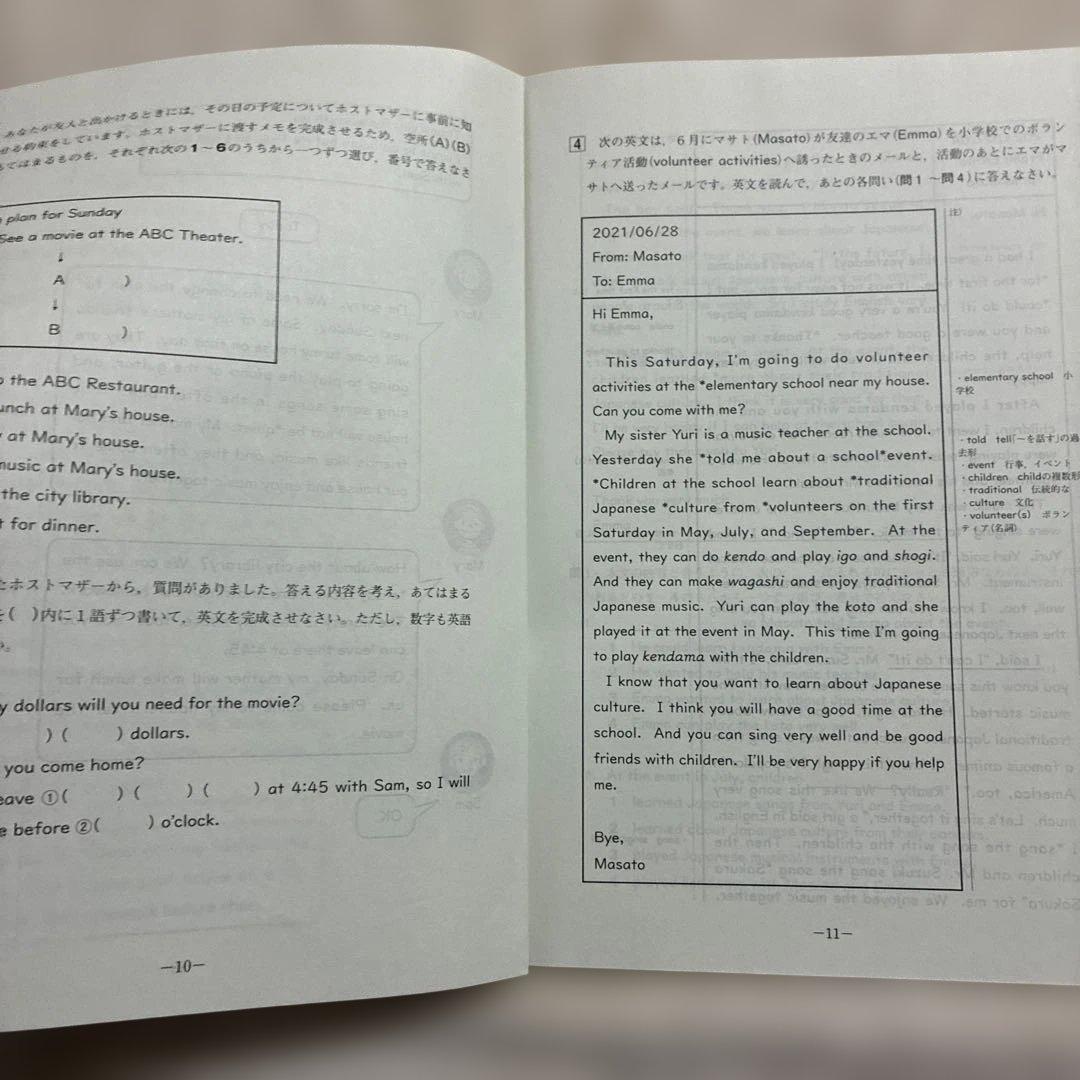 あなたが友人と出かけるときには，その日の予定についてホストマザーに事前に知
せる約束をしています。ホストマザーに渡すメモを完成させるため，空所(A)(B)
てはまるものを，それぞれ次の1～6のうちから一つずつ選び，番号で答えなさ
plan for Sunday
See a movie at the ABC Theater.
↓
A )
↓
B )
the ABC Restaurant.
unch at Mary's house.
at Mary's house.
music at Mary's house.
the city library.
for dinner.
たホストマザーから，質問がありました。答える内容を考え，あてはまる
を( )内に1語ずつ書いて，英文を完成させなさい。ただし，数字も英語
y dollars will you need for the movie?
) ( ) dollars.
you come home?
eave ①( ) ( ) ( ) at 4:45 with Sam, so I will
e before ②( ) o'clock.
－10－
4 次の英文は，6月にマサト(Masato)が友達のエマ(Emma)を小学校でのボラン
ティア活動(volunteer activities)へ誘ったときのメールと，活動のあとにエマがマ
サトへ送ったメールです。英文を読んで，あとの各問い(問1～問4)に答えなさい。
2021/06/28
From: Masato
To: Emma
Hi Emma,
This Saturday, I'm going to do volunteer
activities at the *elementary school near my house.
Can you come with me?
My sister Yuri is a music teacher at the school.
Yesterday she *told me about a school*event.
*Children at the school learn about *traditional
Japanese *culture from *volunteers on the first
Saturday in May, July, and September. At the
event, they can do kendo and play igo and shogi.
And they can make wagashi and enjoy traditional
Japanese music. Yuri can play the koto and she
played it at the event in May. This time I'm going
to play kendama with the children.
I know that you want to learn about Japanese
culture. I think you will have a good time at the
school. And you can sing very well and be good
friends with children. I'll be very happy if you help
me.
Bye,
Masato
注)
・elementary school 小
学校
・told tell「～を話す」の過
去形
・event 行事，イベント
・children childの複数形
・traditional 伝統的な
・culture 文化
・volunteer(s) ボラン
ティア(名詞)
－11－